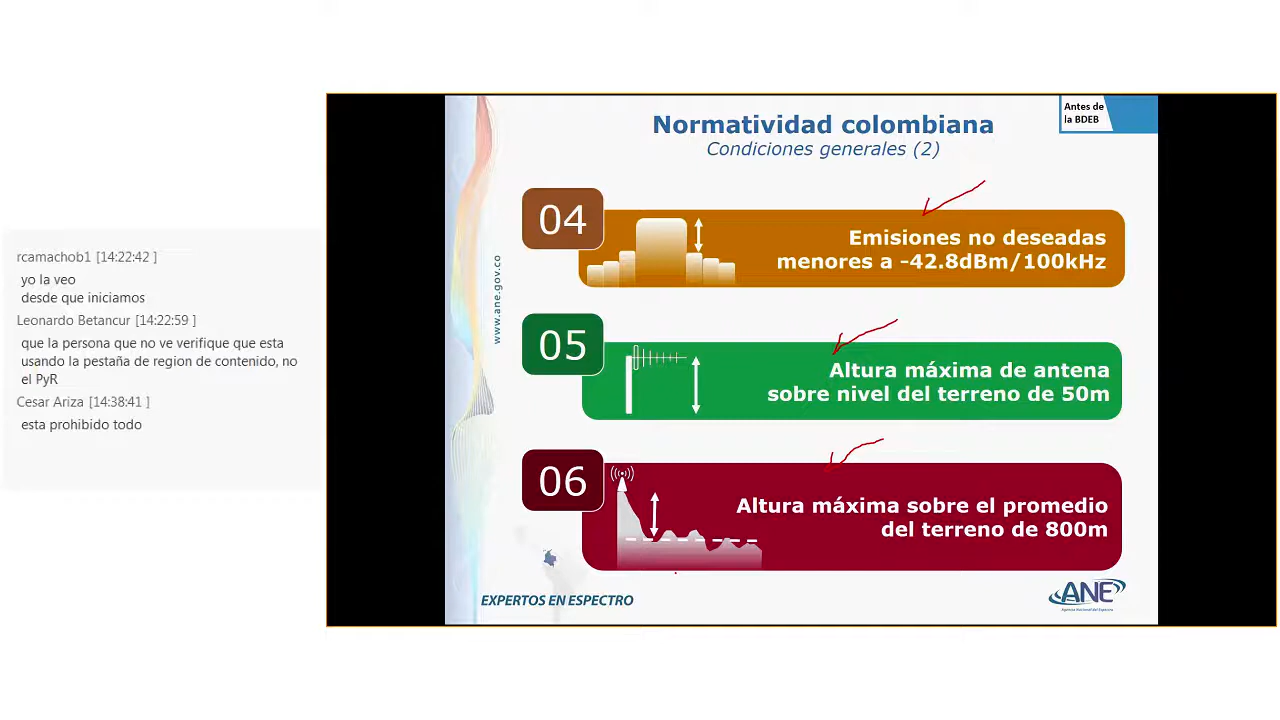 rcamachob1 [14:22:42 ]
yo la veo
desde que iniciamos
Leonardo Betancur [14:22:59 ]
que la persona que no ve verifique que esta
usando la pestaña de region de contenido, no
el PyR
Cesar Ariza [14:38:41 ]
esta prohibido todo
Antes de
la BDEB
Normatividad colombiana
Condiciones generales (2)
www.ane.gov.co
04
Emisiones no deseadas
menores a -42.8dBm/100kHz
05
Altura máxima de antena
sobre nivel del terreno de 50m
06
Altura máxima sobre el promedio
del terreno de 800m
EXPERTOS EN ESPECTRO
ANE
Agencia Nacional del Espectro